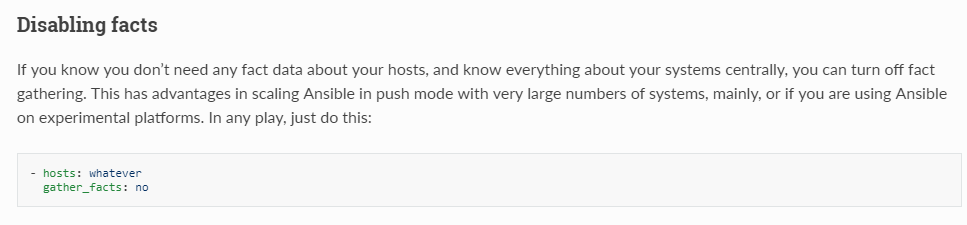 Disabling facts
If you know you don’t need any fact data about your hosts, and know everything about your systems centrally, you can turn off fact
gathering. This has advantages in scaling Ansible in push mode with very large numbers of systems, mainly, or if you are using Ansible
on experimental platforms. In any play, just do this:
- hosts: whatever
  gather_facts: no